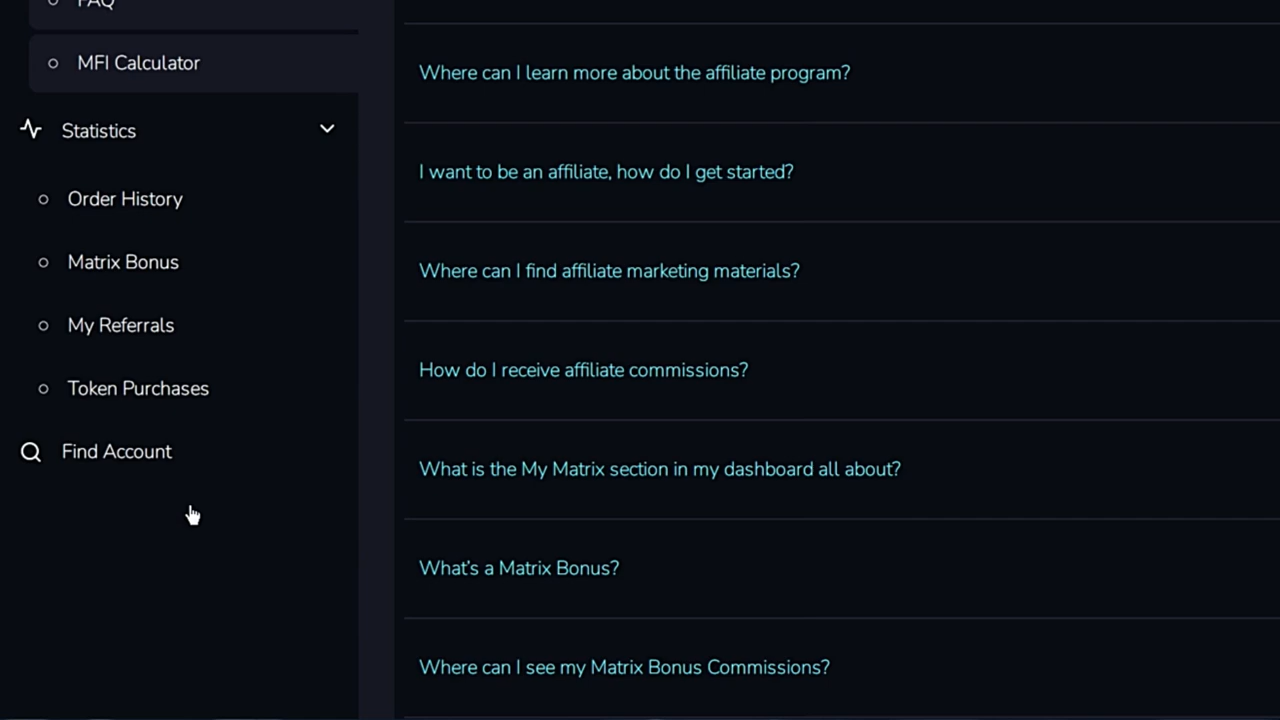 FAQ
MFI Calculator
Statistics
Order History
Matrix Bonus
My Referrals
Token Purchases
Find Account
Where can I learn more about the affiliate program?
I want to be an affiliate, how do I get started?
Where can I find affiliate marketing materials?
How do I receive affiliate commissions?
What is the My Matrix section in my dashboard all about?
What's a Matrix Bonus?
Where can I see my Matrix Bonus Commissions?